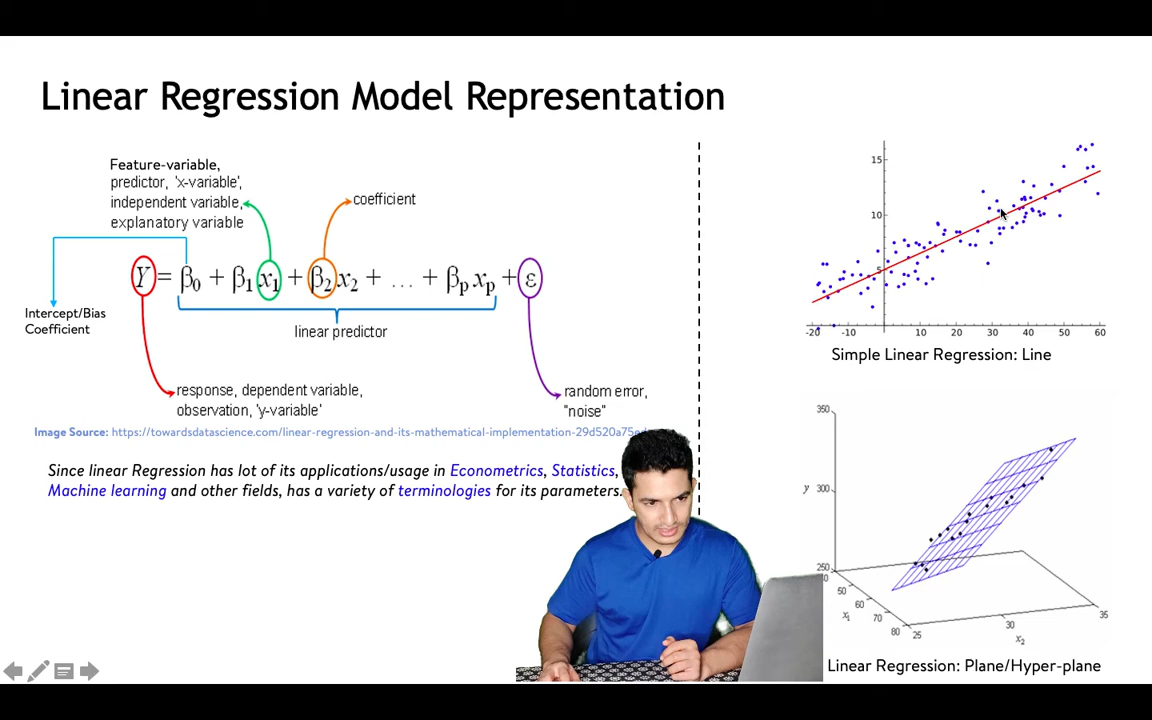 Linear Regression Model Representation
Feature-variable,
predictor, 'x-variable',
independent variable,
explanatory variable
coefficient
Y = β₀ + β₁x₁ + β₂x₂ + ... + βₚxₚ + ε
Intercept/Bias
Coefficient
linear predictor
response, dependent variable,
observation, 'y-variable'
random error,
"noise"
Image Source: https://towardsdatascience.com/linear-regression-and-its-mathematical-implementation-29d520a75e
Since linear Regression has lot of its applications/usage in Econometrics, Statistics,
Machine learning and other fields, has a variety of terminologies for its parameters.
15
10
5
-20 -10 10 20 30 40 50 60
Simple Linear Regression: Line
350
y 300
250
50
60
x₁ 70
80 25 30 35
x₂
Linear Regression: Plane/Hyper-plane